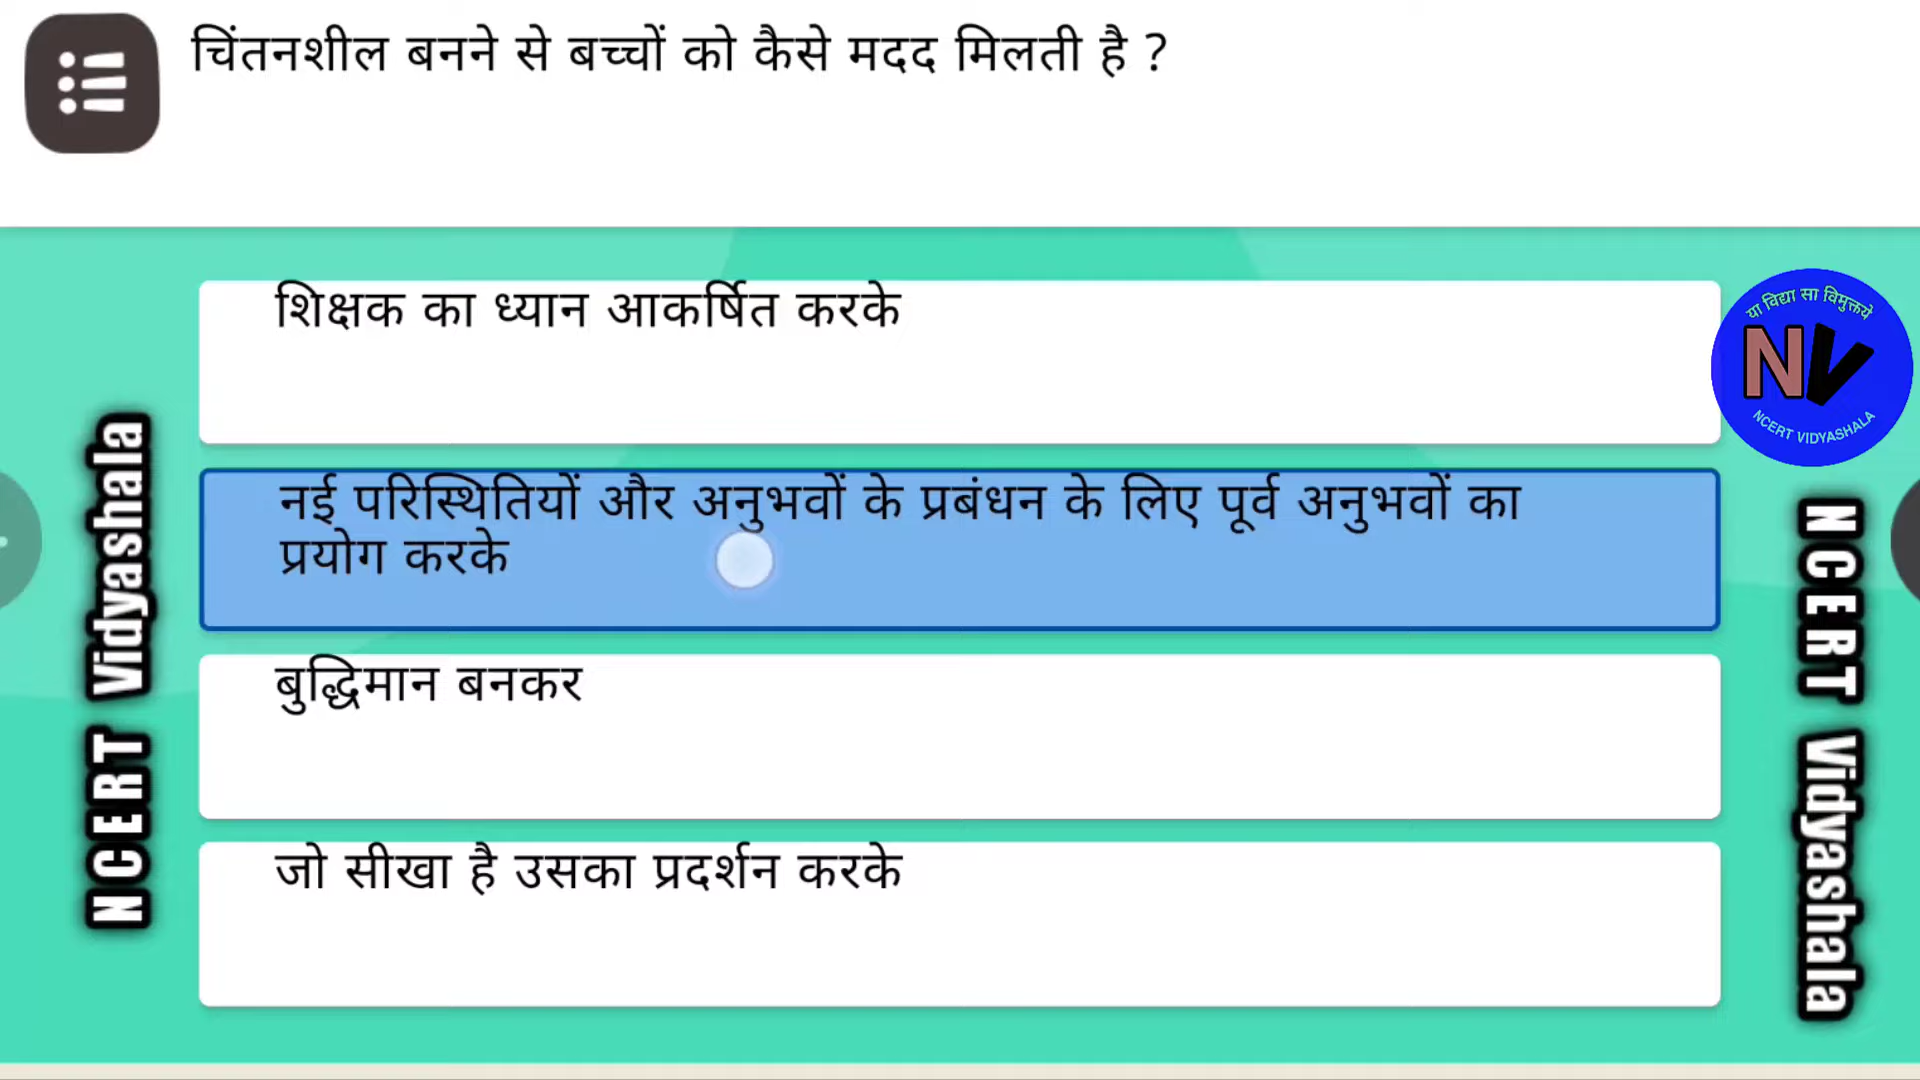 चिंतनशील बनने से बच्चों को कैसे मदद मिलती है ?
शिक्षक का ध्यान आकर्षित करके
या विद्या सा विमुक्तये
NV
NCERT VIDYASHALA
नई परिस्थितियों और अनुभवों के प्रबंधन के लिए पूर्व अनुभवों का
प्रयोग करके
बुद्धिमान बनकर
जो सीखा है उसका प्रदर्शन करके
NCERT Vidyashala
NCERT Vidyashala